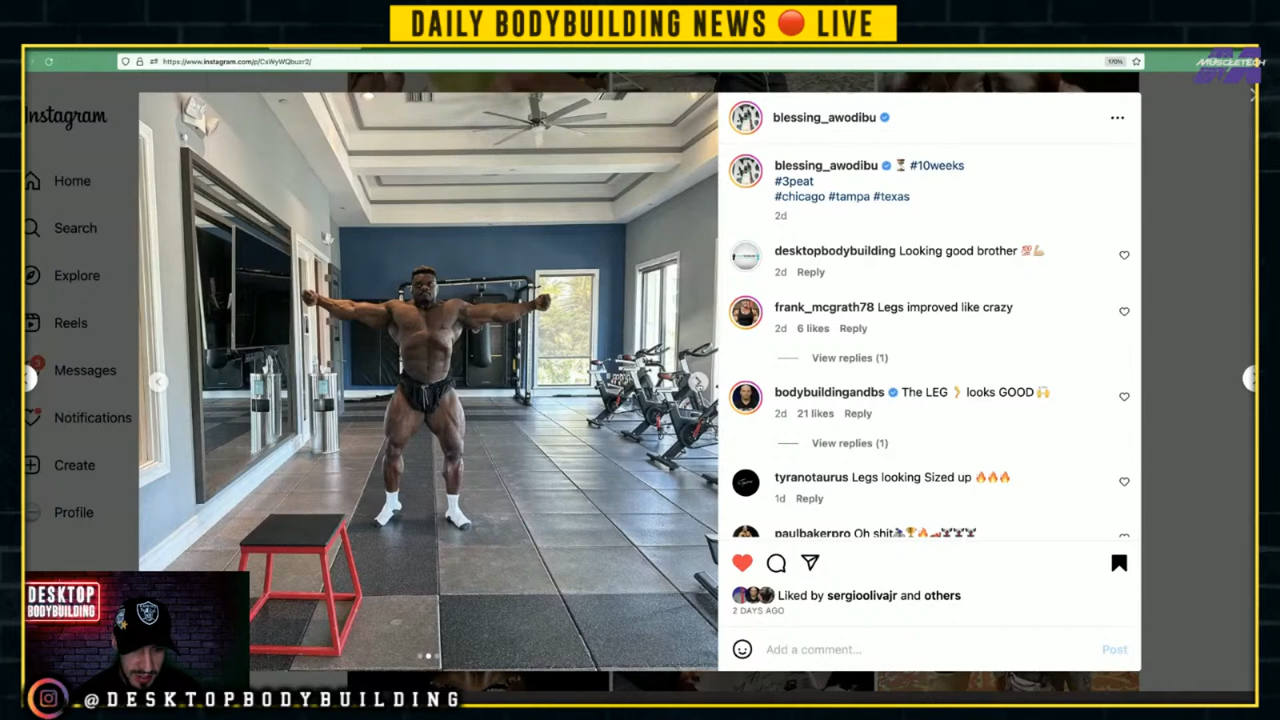 DAILY BODYBUILDING NEWS 🔴 LIVE
https://www.instagram.com/p/CsWyWQbuzr2/
170%
MUSCLETECH
Instagram
Home
Search
Explore
Reels
Messages
Notifications
Create
Profile
blessing_awodibu
blessing_awodibu ⏳ #10weeks
#3peat
#chicago #tampa #texas
2d
desktopbodybuilding Looking good brother 💯💪🏼
2d Reply
frank_mcgrath78 Legs improved like crazy
2d 6 likes Reply
View replies (1)
bodybuildingandbs The LEG 🦵 looks GOOD 🙌
2d 21 likes Reply
View replies (1)
tyranotaurus Legs looking Sized up 🔥🔥🔥
1d Reply
paulbakerpro Oh shit
Liked by sergioolivajr and others
2 DAYS AGO
Add a comment...
Post
DESKTOP
BODYBUILDING
@DESKTOPBODYBUILDING